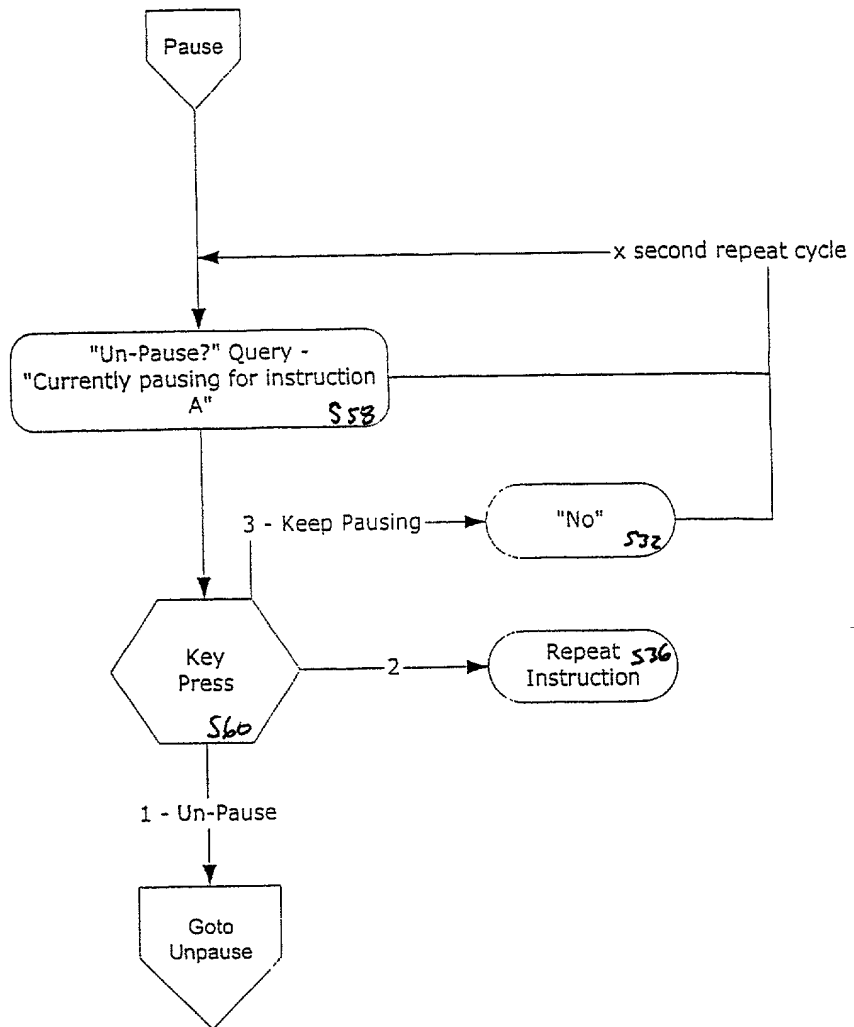 Pause
x second repeat cycle
"Un-Pause?" Query -
"Currently pausing for instruction
A"
S58
3 - Keep Pausing
"No"
S32
Key
Press
S60
2
Repeat S36
Instruction
1 - Un-Pause
Goto
Unpause